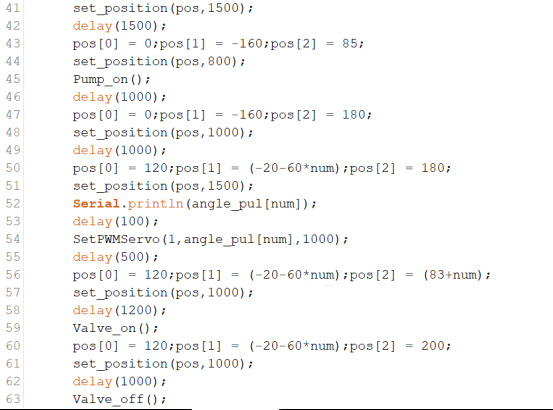 41 set_position(pos,1500);
42 delay(1500);
43 pos[0] = 0;pos[1] = -160;pos[2] = 85;
44 set_position(pos,800);
45 Pump_on();
46 delay(1000);
47 pos[0] = 0;pos[1] = -160;pos[2] = 180;
48 set_position(pos,1000);
49 delay(1000);
50 pos[0] = 120;pos[1] = (-20-60*num);pos[2] = 180;
51 set_position(pos,1500);
52 Serial.println(angle_pul[num]);
53 delay(100);
54 SetPWMServo(1,angle_pul[num],1000);
55 delay(500);
56 pos[0] = 120;pos[1] = (-20-60*num);pos[2] = (83+num);
57 set_position(pos,1000);
58 delay(1200);
59 Valve_on();
60 pos[0] = 120;pos[1] = (-20-60*num);pos[2] = 200;
61 set_position(pos,1000);
62 delay(1000);
63 Valve_off();